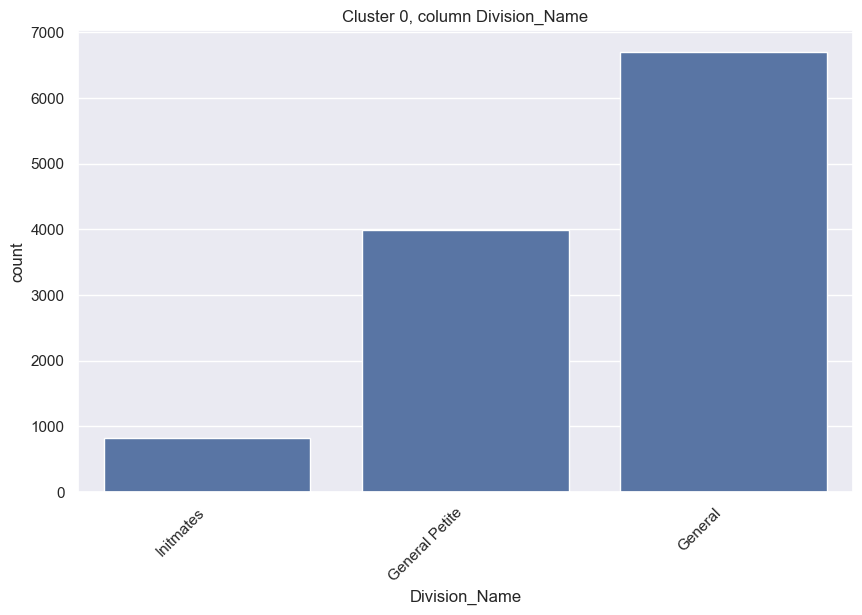 Cluster 0, column Division_Name
7000
6000
5000
4000
3000
2000
1000
0
count
Initmates
General Petite
General
Division_Name